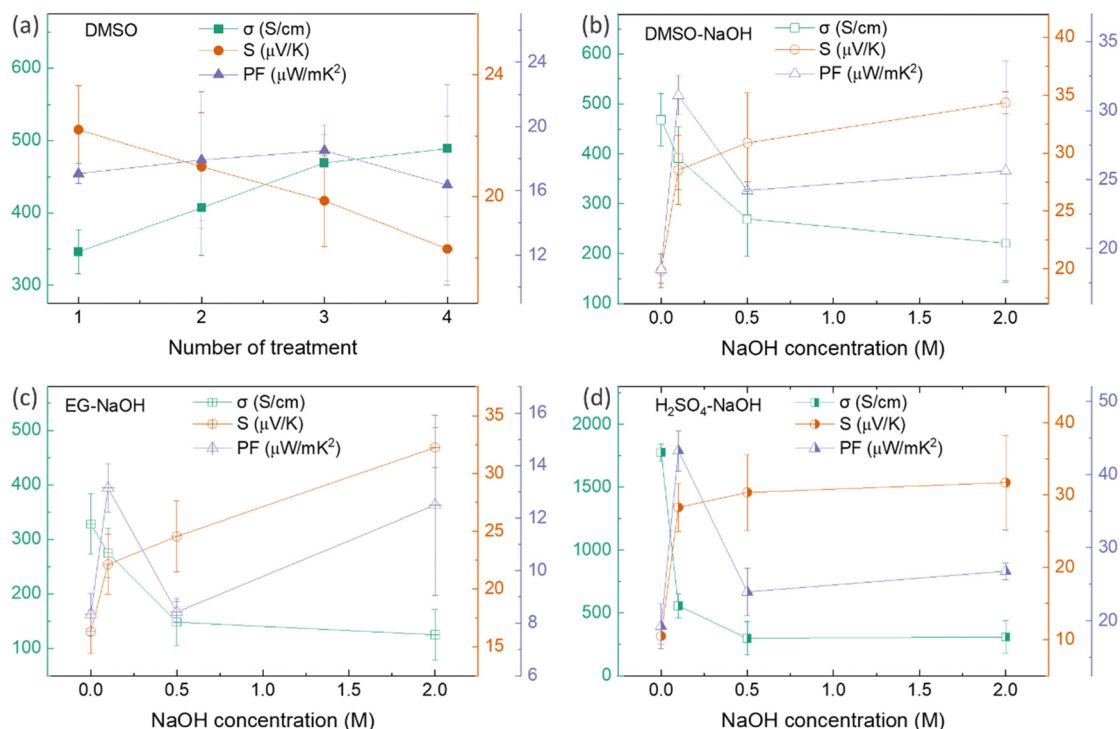 (a) DMSO
σ (S/cm)
S (μV/K)
PF (μW/mK²)
600
500
400
300
24
20
20
16
12
1 2 3 4
Number of treatment
(b) DMSO-NaOH
σ (S/cm)
S (μV/K)
PF (μW/mK²)
600
500
400
300
200
100
40
35
30
25
20
35
30
25
20
0.0 0.5 1.0 1.5 2.0
NaOH concentration (M)
(c) EG-NaOH
σ (S/cm)
S (μV/K)
PF (μW/mK²)
500
400
300
200
100
35
30
25
20
15
16
14
12
10
8
6
0.0 0.5 1.0 1.5 2.0
NaOH concentration (M)
(d) H₂SO₄-NaOH
σ (S/cm)
S (μV/K)
PF (μW/mK²)
2000
1750
1500
1000
500
0
40
30
20
10
50
40
30
20
0.0 0.5 1.0 1.5 2.0
NaOH concentration (M)